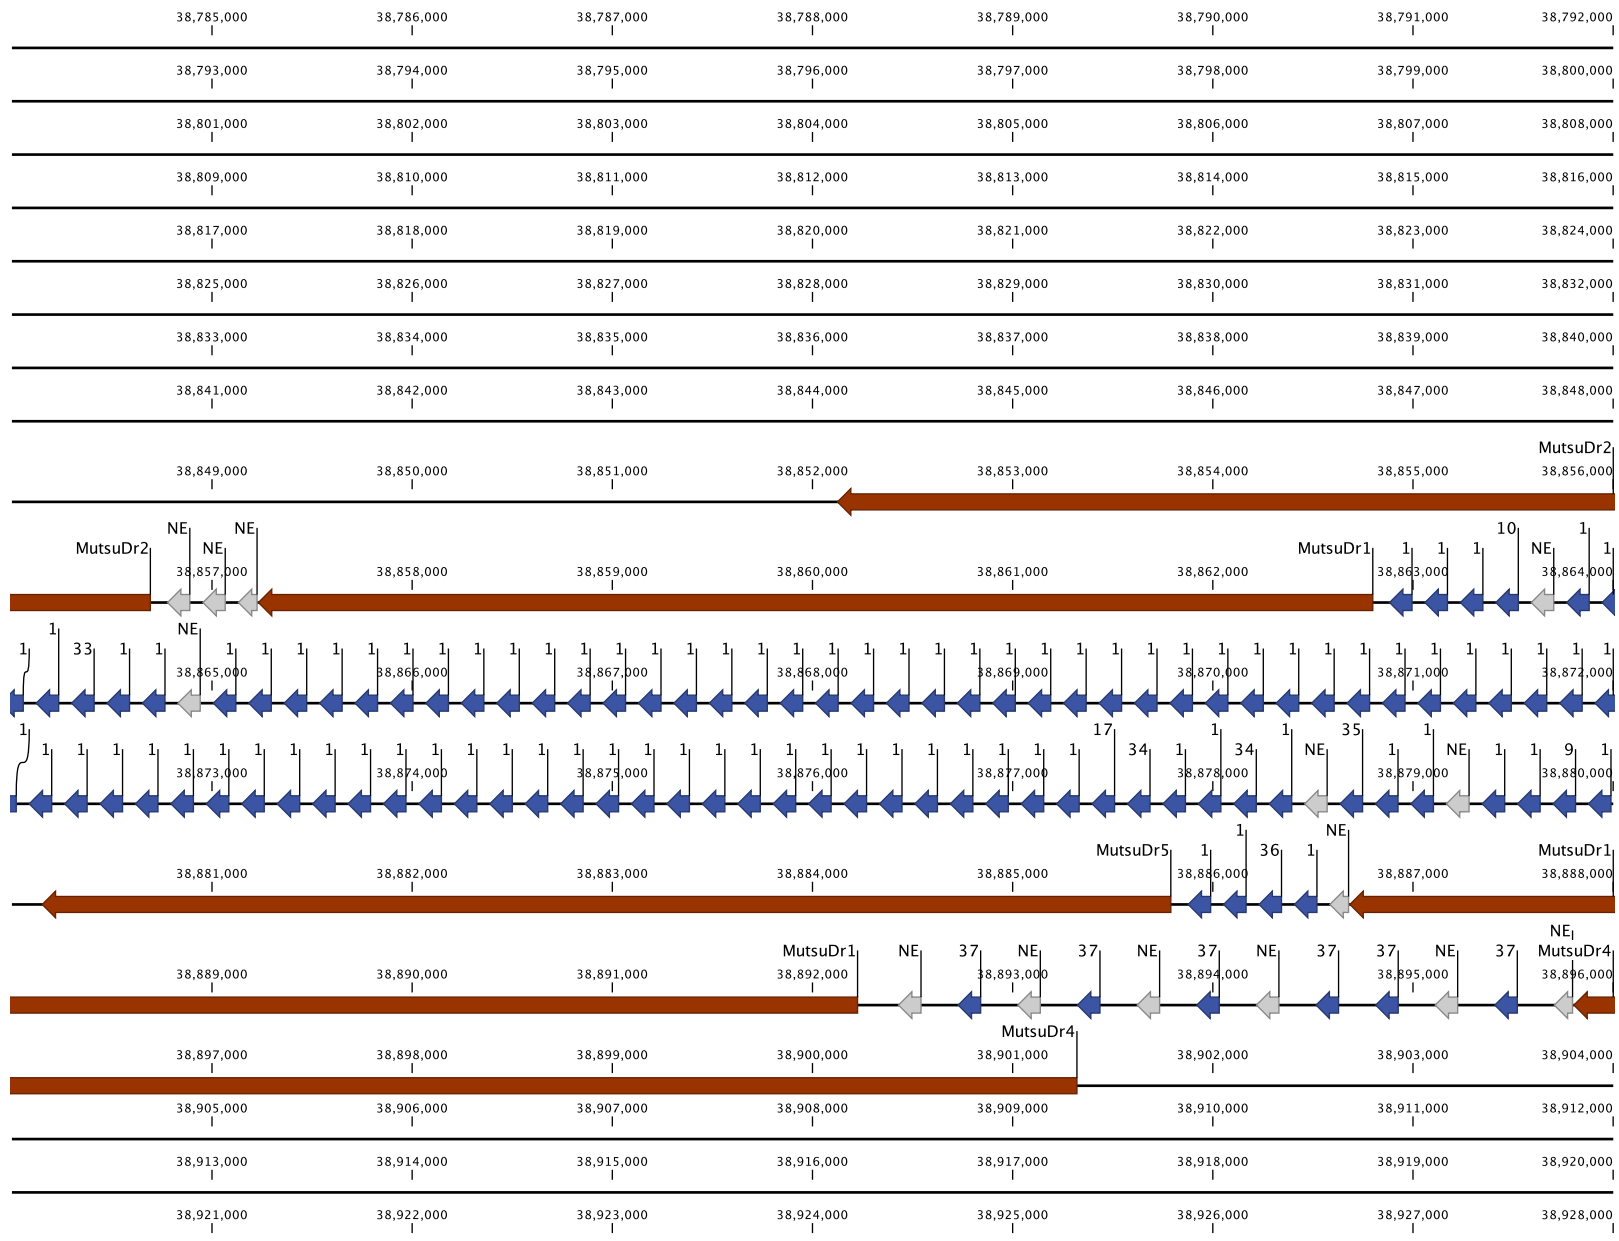 38,785,000 38,786,000 38,787,000 38,788,000 38,789,000 38,790,000 38,791,000 38,792,000
38,793,000 38,794,000 38,795,000 38,796,000 38,797,000 38,798,000 38,799,000 38,800,000
38,801,000 38,802,000 38,803,000 38,804,000 38,805,000 38,806,000 38,807,000 38,808,000
38,809,000 38,810,000 38,811,000 38,812,000 38,813,000 38,814,000 38,815,000 38,816,000
38,817,000 38,818,000 38,819,000 38,820,000 38,821,000 38,822,000 38,823,000 38,824,000
38,825,000 38,826,000 38,827,000 38,828,000 38,829,000 38,830,000 38,831,000 38,832,000
38,833,000 38,834,000 38,835,000 38,836,000 38,837,000 38,838,000 38,839,000 38,840,000
38,841,000 38,842,000 38,843,000 38,844,000 38,845,000 38,846,000 38,847,000 38,848,000
MutsuDr2
38,849,000 38,850,000 38,851,000 38,852,000 38,853,000 38,854,000 38,855,000 38,856,000
NE NE 10 1
MutsuDr2 NE MutsuDr1 1 1 1 NE 1
38,857,000 38,858,000 38,859,000 38,860,000 38,861,000 38,862,000 38,863,000 38,864,000
1 NE
1 33 1 1 1 1 1 1 1 1 1 1 1 1 1 1 1 1 1 1 1 1 1 1 1 1 1 1 1 1 1 1 1 1 1 1 1 1 1 1 1 1 1 1
38,865,000 38,866,000 38,867,000 38,868,000 38,869,000 38,870,000 38,871,000 38,872,000
1 17 1 1 35 1
1 1 1 1 1 1 1 1 1 1 1 1 1 1 1 1 1 1 1 1 1 1 1 1 1 1 1 1 1 1 34 1 34 NE 1 NE 1 1 9 1
38,873,000 38,874,000 38,875,000 38,876,000 38,877,000 38,878,000 38,879,000 38,880,000
1 NE
MutsuDr5 1 36 1 MutsuDr1
38,881,000 38,882,000 38,883,000 38,884,000 38,885,000 38,886,000 38,887,000 38,888,000
NE
MutsuDr1 NE 37 NE 37 NE 37 NE 37 37 NE 37 MutsuDr4
38,889,000 38,890,000 38,891,000 38,892,000 38,893,000 38,894,000 38,895,000 38,896,000
MutsuDr4
38,897,000 38,898,000 38,899,000 38,900,000 38,901,000 38,902,000 38,903,000 38,904,000
38,905,000 38,906,000 38,907,000 38,908,000 38,909,000 38,910,000 38,911,000 38,912,000
38,913,000 38,914,000 38,915,000 38,916,000 38,917,000 38,918,000 38,919,000 38,920,000
38,921,000 38,922,000 38,923,000 38,924,000 38,925,000 38,926,000 38,927,000 38,928,000